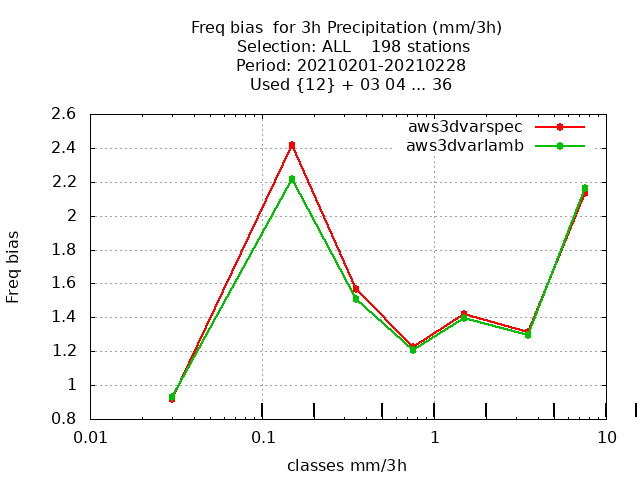 Freq bias  for 3h Precipitation (mm/3h)
Selection: ALL    198 stations
Period: 20210201-20210228
Used {12} + 03 04 ... 36
aws3dvarspec
aws3dvarlamb
2.6
2.4
2.2
2
1.8
1.6
1.4
1.2
1
0.8
Freq bias
0.01 0.1 1 10
classes mm/3h